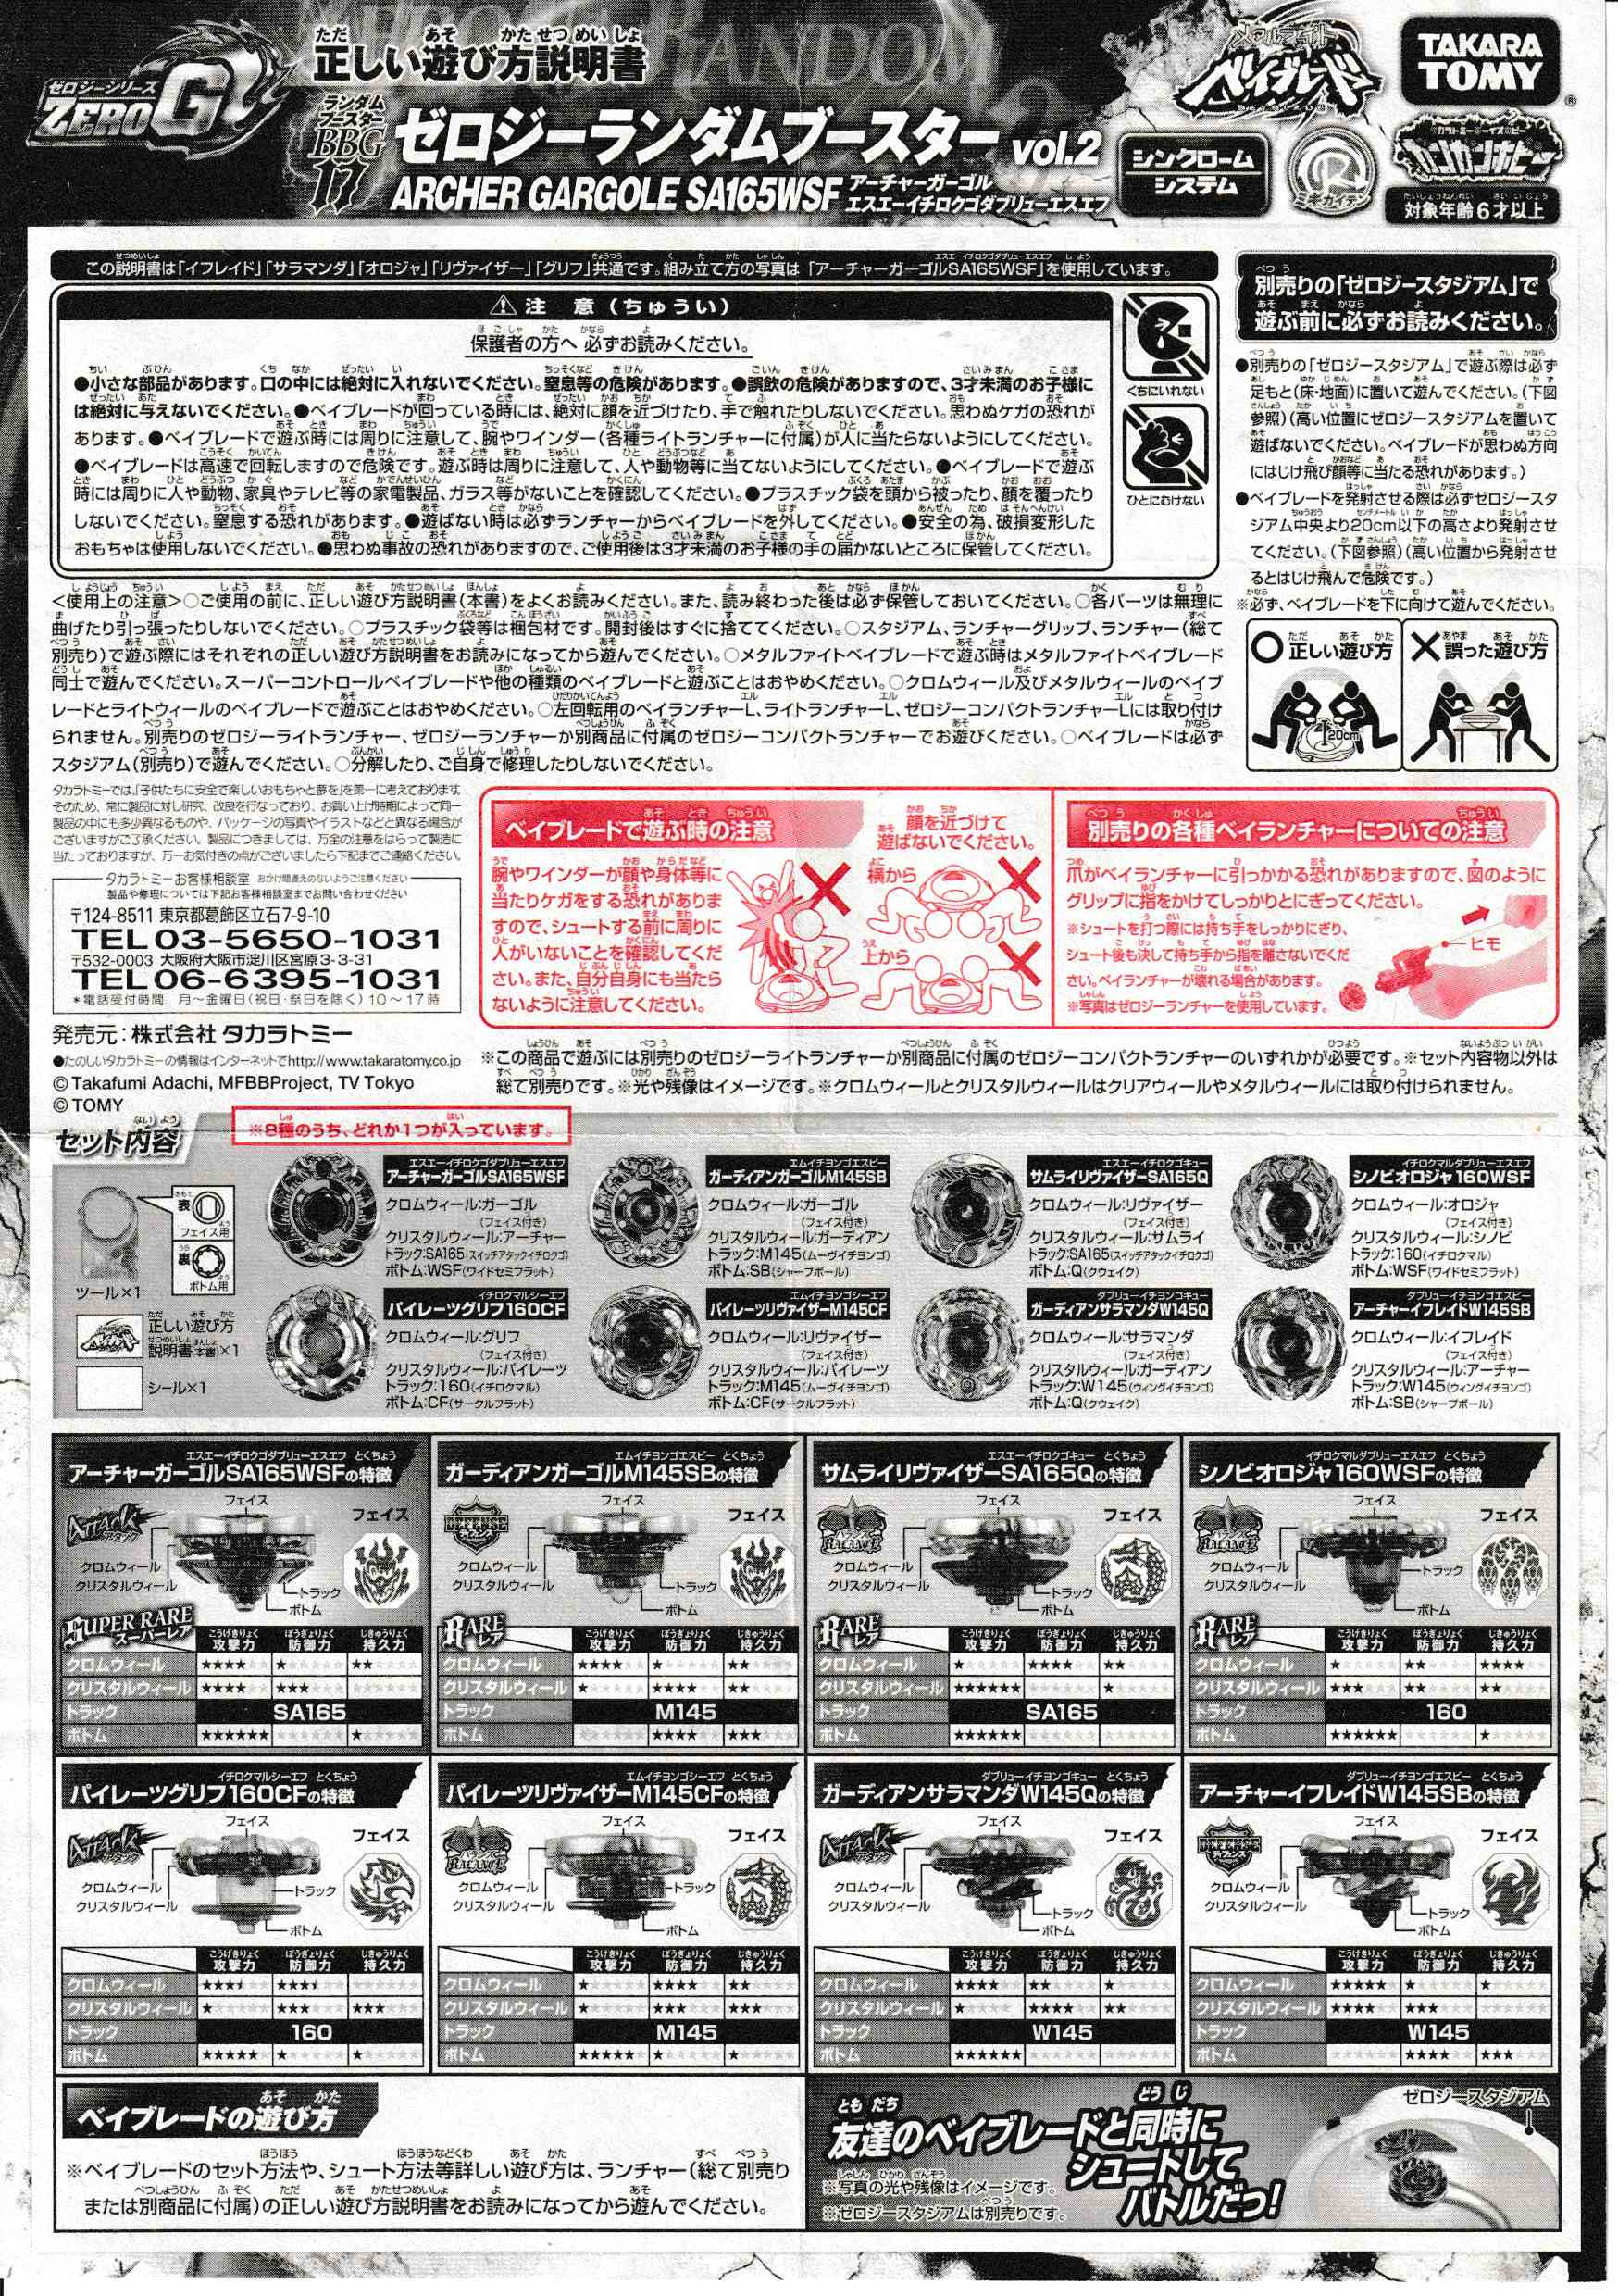 ゼロジーシリーズ
ZERO G
正しい遊び方説明書
ランダムブースター
BBG 17
ゼロジーランダムブースター vol.2
ARCHER GARGOLE SA165WSF アーチャーガーゴル エスエーイチロクゴダブリューエスエフ
メタルファイト
ベイブレード
TAKARA TOMY
シンクロームシステム
ミギカイテン
対象年齢6才以上
この説明書は「イフレイド」「サラマンダ」「オロジャ」「リヴァイザー」「グリフ」共通です。組み立て方の写真は「アーチャーガーゴルSA165WSF」を使用しています。
⚠注 意(ちゅうい)
保護者の方へ 必ずお読みください。
●小さな部品があります。口の中には絶対に入れないでください。窒息等の危険があります。●誤飲の危険がありますので、3才未満のお子様に
は絶対に与えないでください。●ベイブレードが回っている時には、絶対に顔を近づけたり、手で触れたりしないでください。思わぬケガの恐れが
あります。●ベイブレードで遊ぶ時には周りに注意して、腕やワインダー(各種ライトランチャーに付属)が人に当たらないようにしてください。
●ベイブレードは高速で回転しますので危険です。遊ぶ時は周りに注意して、人や動物等に当てないようにしてください。●ベイブレードで遊ぶ
時には周りに人や動物、家具やテレビ等の家電製品、ガラス等がないことを確認してください。●プラスチック袋を頭から被ったり、顔を覆ったり
しないでください。窒息する恐れがあります。●遊ばない時は必ずランチャーからベイブレードを外してください。●安全の為、破損変形した
おもちゃは使用しないでください。●思わぬ事故の恐れがありますので、ご使用後は3才未満のお子様の手の届かないところに保管してください。
くちにいれない
ひとにむけない
別売りの「ゼロジースタジアム」で
遊ぶ前に必ずお読みください。
●別売りの「ゼロジースタジアム」で遊ぶ際は必ず
足もと(床・地面)に置いて遊んでください。(下図
参照)(高い位置にゼロジースタジアムを置いて
遊ばないでください。ベイブレードが思わぬ方向
にはじけ飛び顔等に当たる恐れがあります。)
●ベイブレードを発射させる際は必ずゼロジースタ
ジアム中央より20cm以下の高さより発射させ
てください。(下図参照)(高い位置から発射させ
るとはじけ飛んで危険です。)
※必ず、ベイブレードを下に向けて遊んでください。
○正しい遊び方
20cm
×誤った遊び方
<使用上の注意>○ご使用の前に、正しい遊び方説明書(本書)をよくお読みください。また、読み終わった後は必ず保管しておいてください。○各パーツは無理に
曲げたり引っ張ったりしないでください。○プラスチック袋等は梱包材です。開封後はすぐに捨ててください。○スタジアム、ランチャーグリップ、ランチャー(総て
別売り)で遊ぶ際にはそれぞれの正しい遊び方説明書をお読みになってから遊んでください。○メタルファイトベイブレードで遊ぶ時はメタルファイトベイブレード
同士で遊んでください。スーパーコントロールベイブレードや他の種類のベイブレードと遊ぶことはおやめください。○クロムウィール及びメタルウィールのベイブ
レードとライトウィールのベイブレードで遊ぶことはおやめください。○左回転用のベイランチャーL、ライトランチャーL、ゼロジーコンパクトランチャーLには取り付け
られません。別売りのゼロジーライトランチャー、ゼロジーランチャーか別商品に付属のゼロジーコンパクトランチャーでお遊びください。○ベイブレードは必ず
スタジアム(別売り)で遊んでください。○分解したり、ご自身で修理したりしないでください。
タカラトミーでは、「子供たちに安全で楽しいおもちゃと夢を」を第一に考えております。
そのため、常に製品に対し研究、改良を行なっており、お買い上げ時期によって同一
製品の中にも多少異なるものや、パッケージの写真やイラストなどと異なる場合が
ございますがご了承ください。製品につきましては、万全の注意をはらって製造に
当たっておりますが、万一お気付きの点がございましたら下記までご連絡ください。
タカラトミーお客様相談室 おかけ間違えのないようご注意ください
製品や修理については下記お客様相談室までお問い合わせください
〒124-8511 東京都葛飾区立石7-9-10
TEL 03-5650-1031
〒532-0003 大阪府大阪市淀川区宮原3-3-31
TEL 06-6395-1031
*電話受付時間 月〜金曜日(祝日・祭日を除く)10〜17時
発売元:株式会社 タカラトミー
●たのしいタカラトミーの情報はインターネットでhttp://www.takaratomy.co.jp
© Takafumi Adachi, MFBBProject, TV Tokyo
© TOMY
ベイブレードで遊ぶ時の注意
腕やワインダーが顔や身体等に
当たりケガをする恐れがありま
すので、シュートする前に周りに
人がいないことを確認してくだ
さい。また、自分自身にも当たら
ないように注意してください。
顔を近づけて
遊ばないでください。
横から
上から
別売りの各種ベイランチャーについての注意
爪がベイランチャーに引っかかる恐れがありますので、図のように
グリップに指をかけてしっかりとにぎってください。
※シュートを打つ際には持ち手をしっかりにぎり、
シュート後も決して持ち手から指を離さないでくだ
さい。ベイランチャーが壊れる場合があります。
※写真はゼロジーランチャーを使用しています。
ヒモ
※この商品で遊ぶには別売りのゼロジーライトランチャーか別商品に付属のゼロジーコンパクトランチャーのいずれかが必要です。※セット内容物以外は
総て別売りです。※光や残像はイメージです。※クロムウィールとクリスタルウィールはクリアウィールやメタルウィールには取り付けられません。
セット内容
※8種のうち、どれか1つが入っています。
ツール×1
表 フェイス用
裏 ボトム用
正しい遊び方
説明書(本書)×1
シール×1
アーチャーガーゴルSA165WSF
クロムウィール:ガーゴル
(フェイス付き)
クリスタルウィール:アーチャー
トラック:SA165(スイッチアタックイチロクゴ)
ボトム:WSF(ワイドセミフラット)
ガーディアンガーゴルM145SB
クロムウィール:ガーゴル
(フェイス付き)
クリスタルウィール:ガーディアン
トラック:M145(ムーヴイチヨンゴ)
ボトム:SB(シャープボール)
サムライリヴァイザーSA165Q
クロムウィール:リヴァイザー
(フェイス付き)
クリスタルウィール:サムライ
トラック:SA165(スイッチアタックイチロクゴ)
ボトム:Q(クウェイク)
シノビオロジャ160WSF
クロムウィール:オロジャ
(フェイス付き)
クリスタルウィール:シノビ
トラック:160(イチロクマル)
ボトム:WSF(ワイドセミフラット)
パイレーツグリフ160CF
クロムウィール:グリフ
(フェイス付き)
クリスタルウィール:パイレーツ
トラック:160(イチロクマル)
ボトム:CF(サークルフラット)
パイレーツリヴァイザーM145CF
クロムウィール:リヴァイザー
(フェイス付き)
クリスタルウィール:パイレーツ
トラック:M145(ムーヴイチヨンゴ)
ボトム:CF(サークルフラット)
ガーディアンサラマンダW145Q
クロムウィール:サラマンダ
(フェイス付き)
クリスタルウィール:ガーディアン
トラック:W145(ウィングイチヨンゴ)
ボトム:Q(クウェイク)
アーチャーイフレイドW145SB
クロムウィール:イフレイド
(フェイス付き)
クリスタルウィール:アーチャー
トラック:W145(ウィングイチヨンゴ)
ボトム:SB(シャープボール)
アーチャーガーゴルSA165WSFの特徴
ATTACK アタック
フェイス
フェイス
クロムウィール
クリスタルウィール
トラック
ボトム
SUPER RARE スーパーレア
攻撃力 防御力 持久力
クロムウィール ★★★★ ★ ★★
クリスタルウィール ★★★★ ★★★
トラック SA165
ボトム ★★★★★★ ★
ガーディアンガーゴルM145SBの特徴
DEFENSE ディフェンス
フェイス
フェイス
クロムウィール
クリスタルウィール
トラック
ボトム
RARE レア
攻撃力 防御力 持久力
クロムウィール ★★★★ ★ ★★
クリスタルウィール ★ ★★★★ ★★
トラック M145
ボトム ★★★★ ★★★
サムライリヴァイザーSA165Qの特徴
BALANCE バランス
フェイス
フェイス
クロムウィール
クリスタルウィール
トラック
ボトム
RARE レア
攻撃力 防御力 持久力
クロムウィール ★ ★★★★ ★★
クリスタルウィール ★★★★★★ ★
トラック SA165
ボトム ★★★★★★
シノビオロジャ160WSFの特徴
BALANCE バランス
フェイス
フェイス
クロムウィール
クリスタルウィール
トラック
ボトム
RARE レア
攻撃力 防御力 持久力
クロムウィール ★ ★★ ★★★★
クリスタルウィール ★★★ ★★ ★★
トラック 160
ボトム ★★★★★★ ★
パイレーツグリフ160CFの特徴
ATTACK アタック
フェイス
フェイス
クロムウィール
クリスタルウィール
トラック
ボトム
攻撃力 防御力 持久力
クロムウィール ★★★⯨ ★★★⯨
クリスタルウィール ★ ★★★ ★★★
トラック 160
ボトム ★★★★★ ★ ★
パイレーツリヴァイザーM145CFの特徴
BALANCE バランス
フェイス
フェイス
クロムウィール
クリスタルウィール
トラック
ボトム
攻撃力 防御力 持久力
クロムウィール ★ ★★★★ ★★
クリスタルウィール ★ ★★★ ★★★
トラック M145
ボトム ★★★★★ ★ ★
ガーディアンサラマンダW145Qの特徴
ATTACK アタック
フェイス
フェイス
クロムウィール
クリスタルウィール
トラック
ボトム
攻撃力 防御力 持久力
クロムウィール ★★★★ ★★ ★
クリスタルウィール ★ ★★★★ ★★
トラック W145
ボトム ★★★★★★
アーチャーイフレイドW145SBの特徴
DEFENSE ディフェンス
フェイス
フェイス
クロムウィール
クリスタルウィール
トラック
ボトム
攻撃力 防御力 持久力
クロムウィール ★★★★★ ★ ★
クリスタルウィール ★★★★ ★★★
トラック W145
ボトム ★★★★ ★★★
ベイブレードの遊び方
※ベイブレードのセット方法や、シュート方法等詳しい遊び方は、ランチャー(総て別売り
または別商品に付属)の正しい遊び方説明書をお読みになってから遊んでください。
友達のベイブレードと同時に
シュートして
バトルだっ!
※写真の光や残像はイメージです。
※ゼロジースタジアムは別売りです。
ゼロジースタジアム